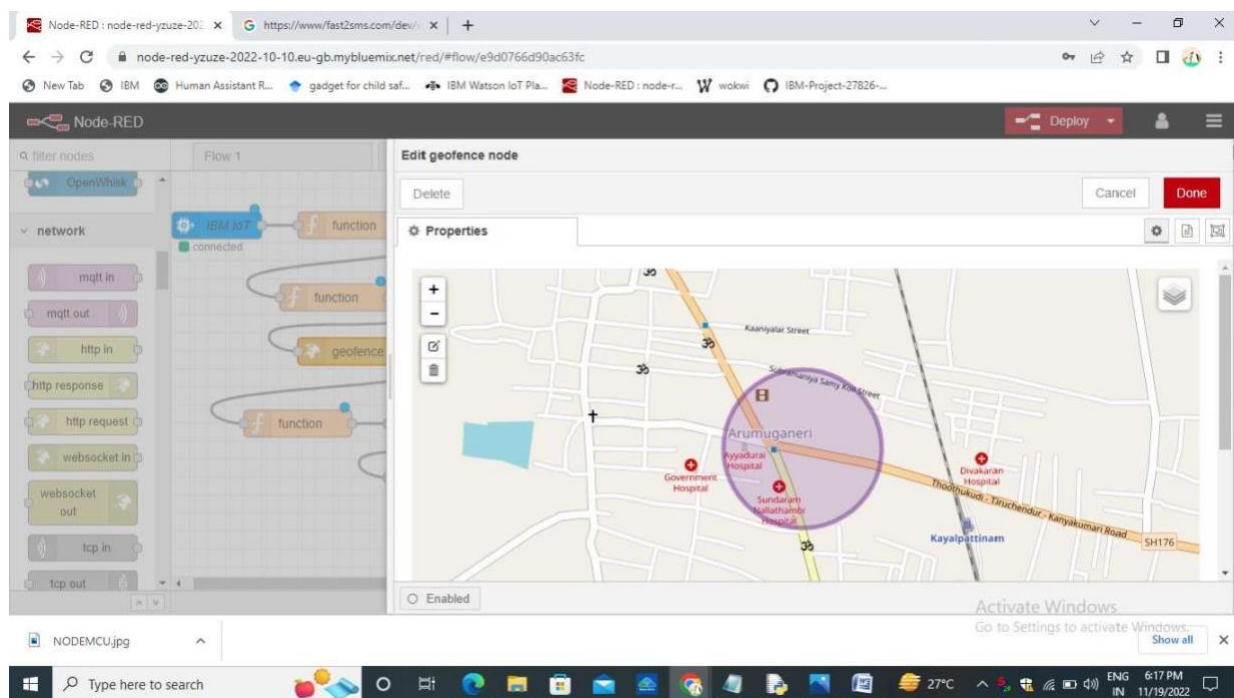 Node-RED : node-red-yzuze-202
https://www/fast2sms.com/dev/
node-red-yzuze-2022-10-10.eu-gb.mybluemix.net/red/#flow/e9d0766d90ac63fc
New Tab IBM Human Assistant R... gadget for child saf... IBM Watson IoT Pla... Node-RED : node-r... wokwi IBM-Project-27826-...
Node-RED
Deploy
filter nodes
Flow 1
Edit geofence node
OpenWhisk
Delete
Cancel
Done
network
IBM IoT
connected
function
Properties
mqtt in
function
mqtt out
http in
geofence
http response
http request
function
websocket in
websocket
out
tcp in
tcp out
+
−
ॐ
Kaaniyalar Street
ॐ
ॐ
Subramaniya Samy Koil Street
Arumuganeri
Ayyadurai
Hospital
Government
Hospital
Sundaram
Nallathambi
Hospital
Divakaran
Hospital
Thoothukudi - Tiruchendur - Kanyakumari Road
SH176
Kayalpattinam
ॐ
Enabled
Activate Windows
Go to Settings to activate Windows.
NODEMCU.jpg
Show all
Type here to search
27°C
ENG
IN
6:17 PM
11/19/2022